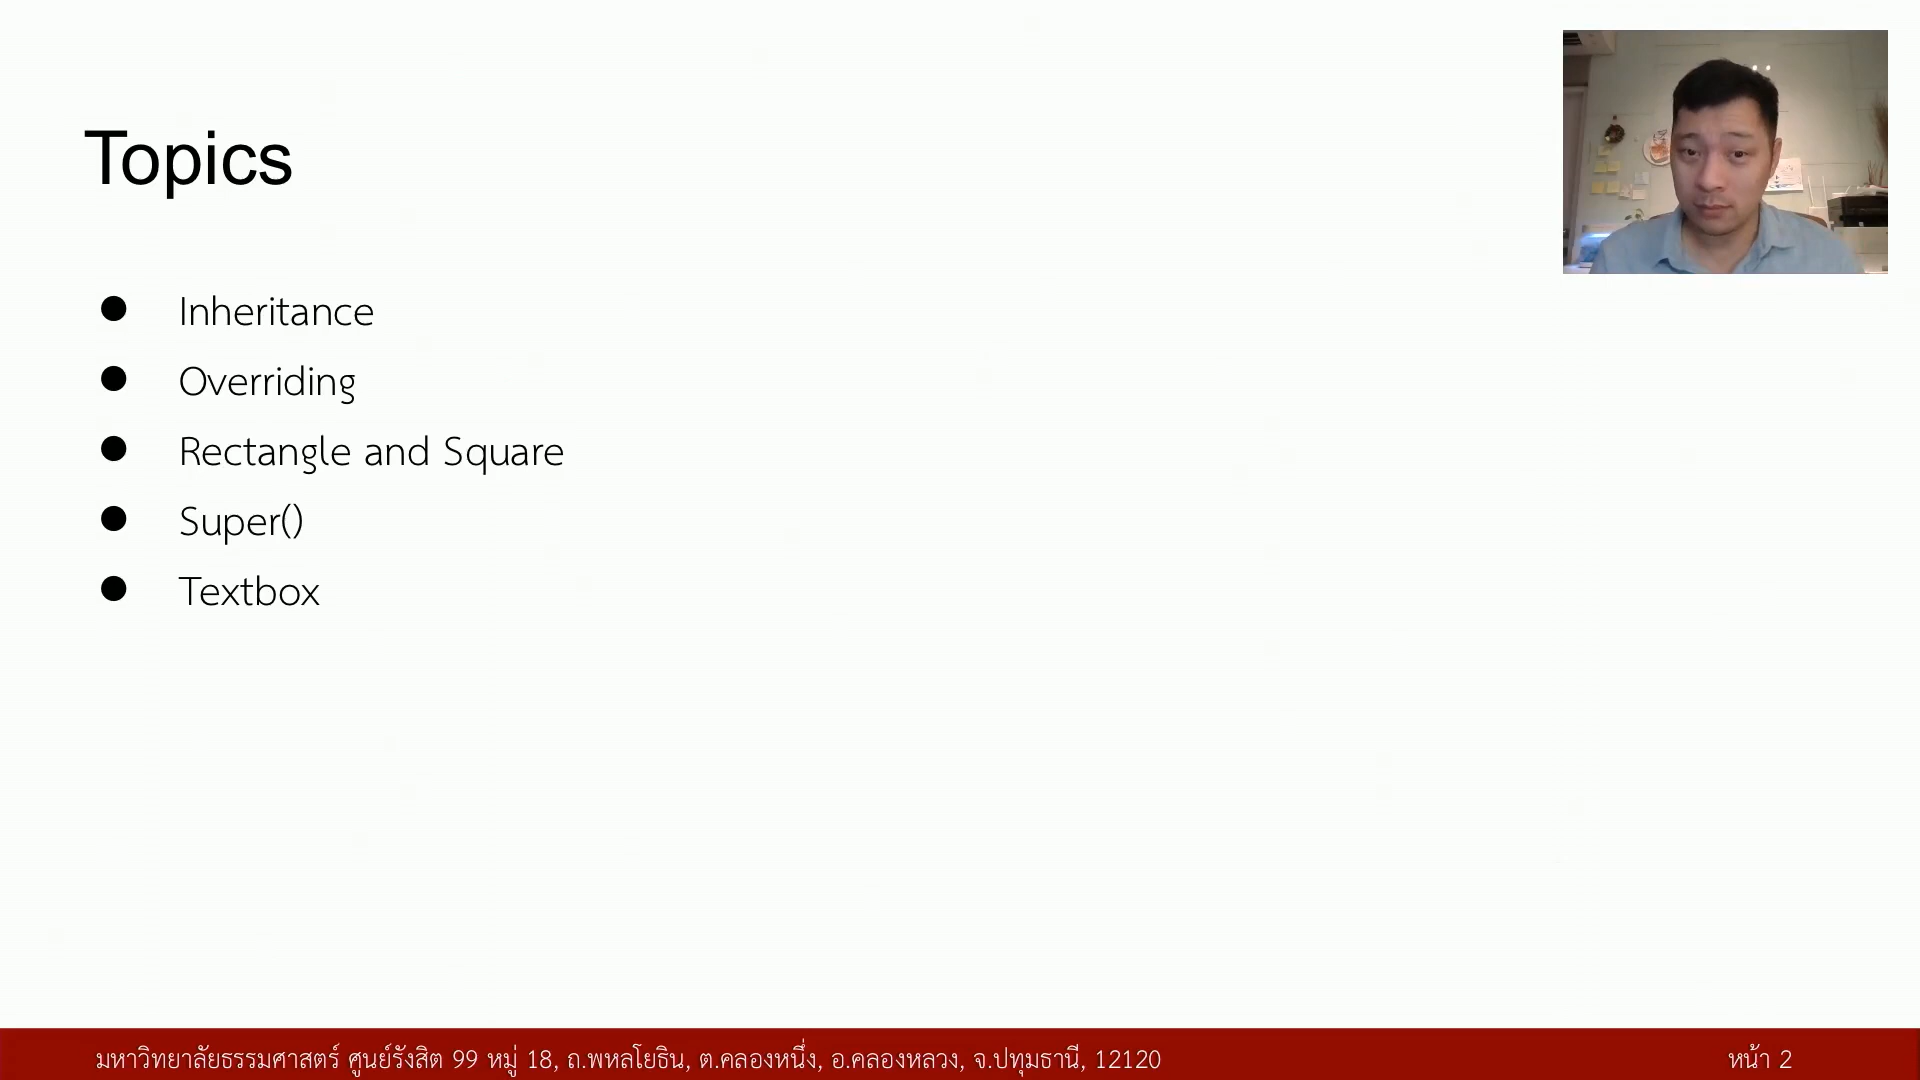 Topics
● Inheritance
● Overriding
● Rectangle and Square
● Super()
● Textbox
มหาวิทยาลัยธรรมศาสตร์ ศูนย์รังสิต 99 หมู่ 18, ถ.พหลโยธิน, ต.คลองหนึ่ง, อ.คลองหลวง, จ.ปทุมธานี, 12120
หน้า 2